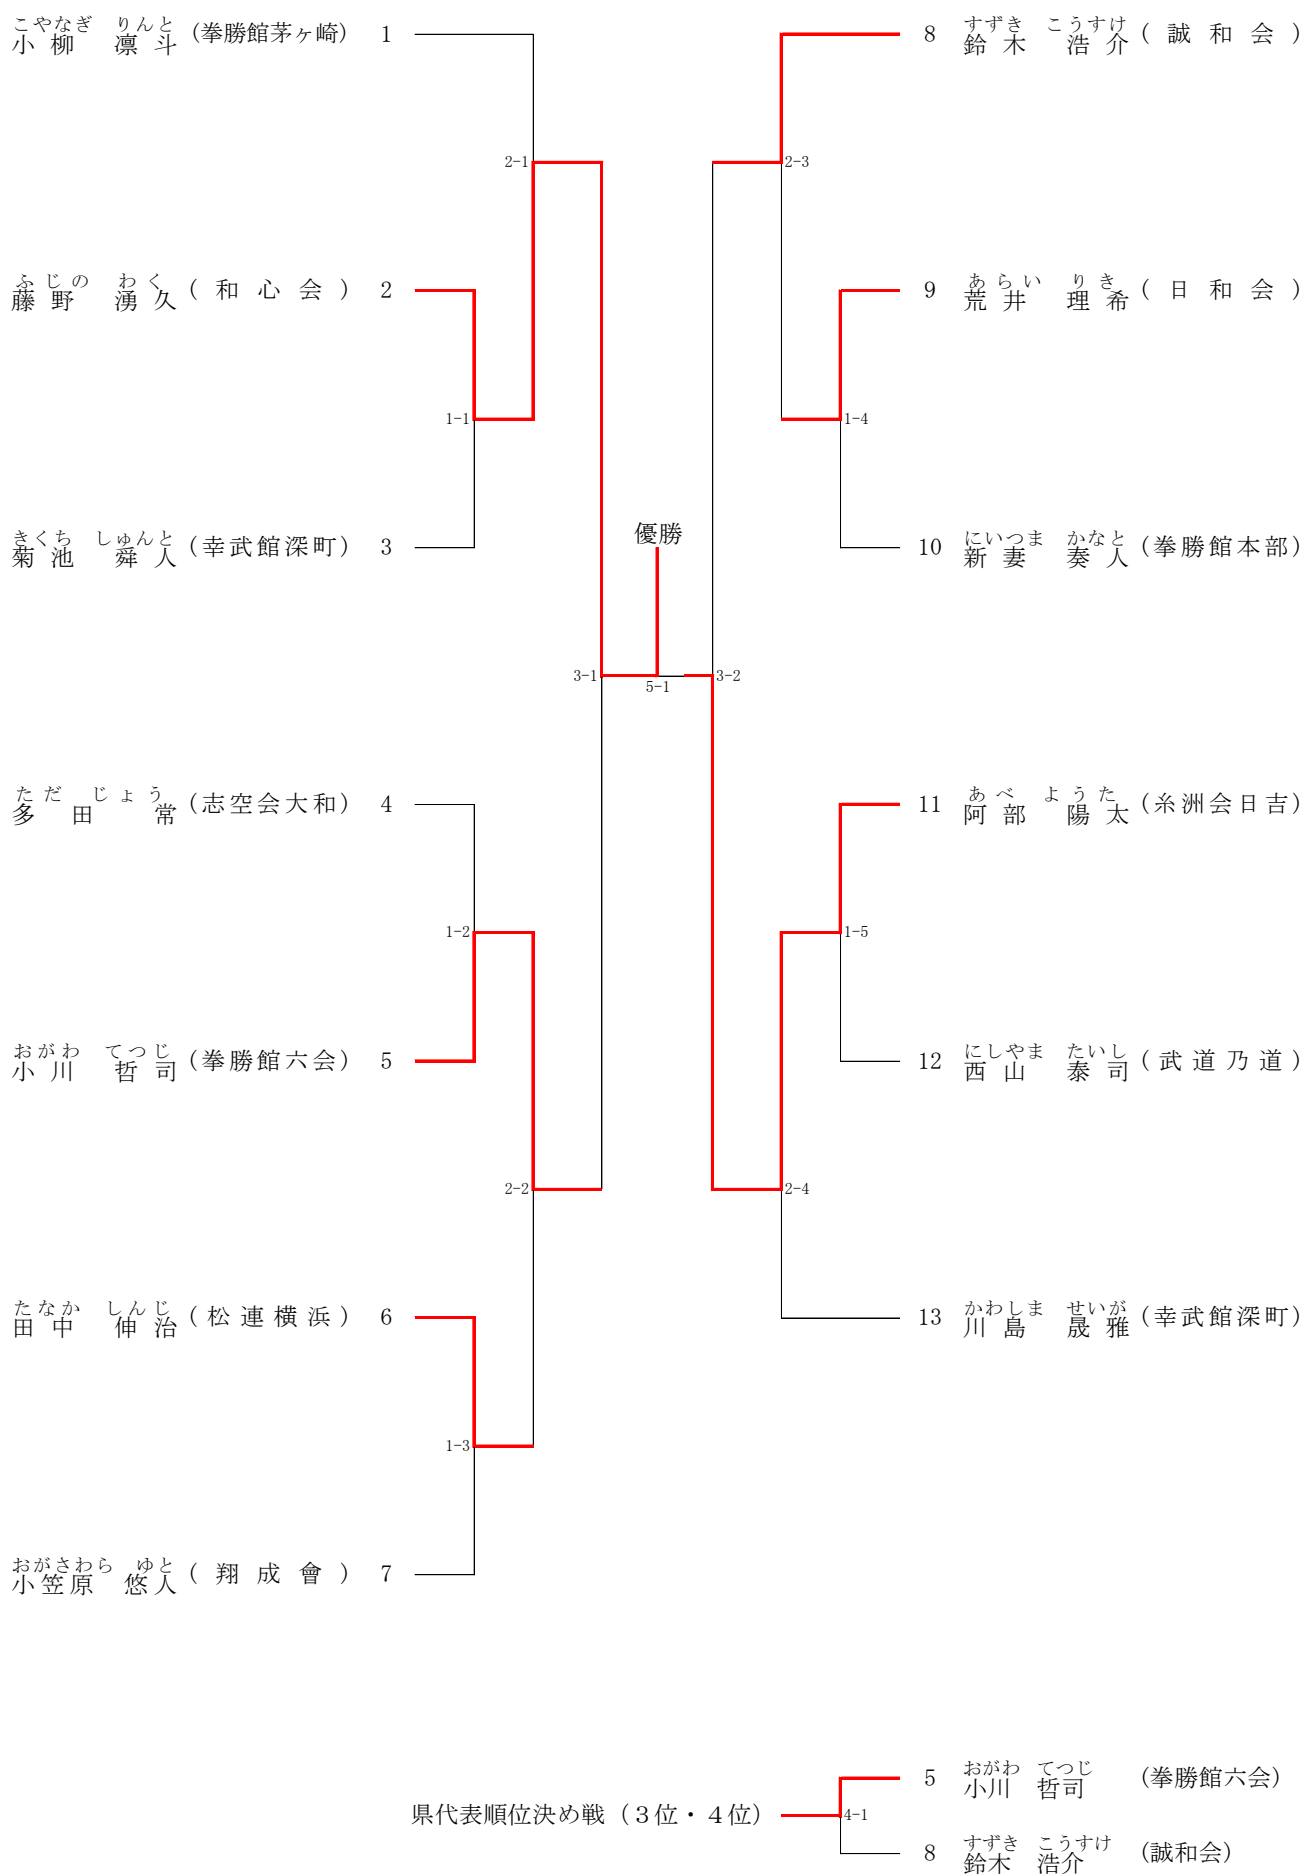 こやなぎ りんと
小柳 凛斗 (拳勝館茅ヶ崎) 1
2-1
ふじの わく
藤野 湧久 (和心会) 2
1-1
きくち しゅんと
菊池 舜人 (幸武館深町) 3
3-1
ただ じょう
多田 常 (志空会大和) 4
1-2
おがわ てつじ
小川 哲司 (拳勝館六会) 5
2-2
たなか しんじ
田中 伸治 (松連横浜) 6
1-3
おがさわら ゆと
小笠原 悠人 (翔成會) 7
優勝
5-1
すずき こうすけ
8 鈴木 浩介 (誠和会)
2-3
あらい りき
9 荒井 理希 (日和会)
1-4
にいつま かなと
10 新妻 奏人 (拳勝館本部)
3-2
あべ ようた
11 阿部 陽太 (糸洲会日吉)
1-5
にしやま たいし
12 西山 泰司 (武道乃道)
2-4
かわしま せいが
13 川島 晟雅 (幸武館深町)
県代表順位決め戦（３位・４位）
おがわ てつじ
5 小川 哲司 (拳勝館六会)
4-1
すずき こうすけ
8 鈴木 浩介 (誠和会)